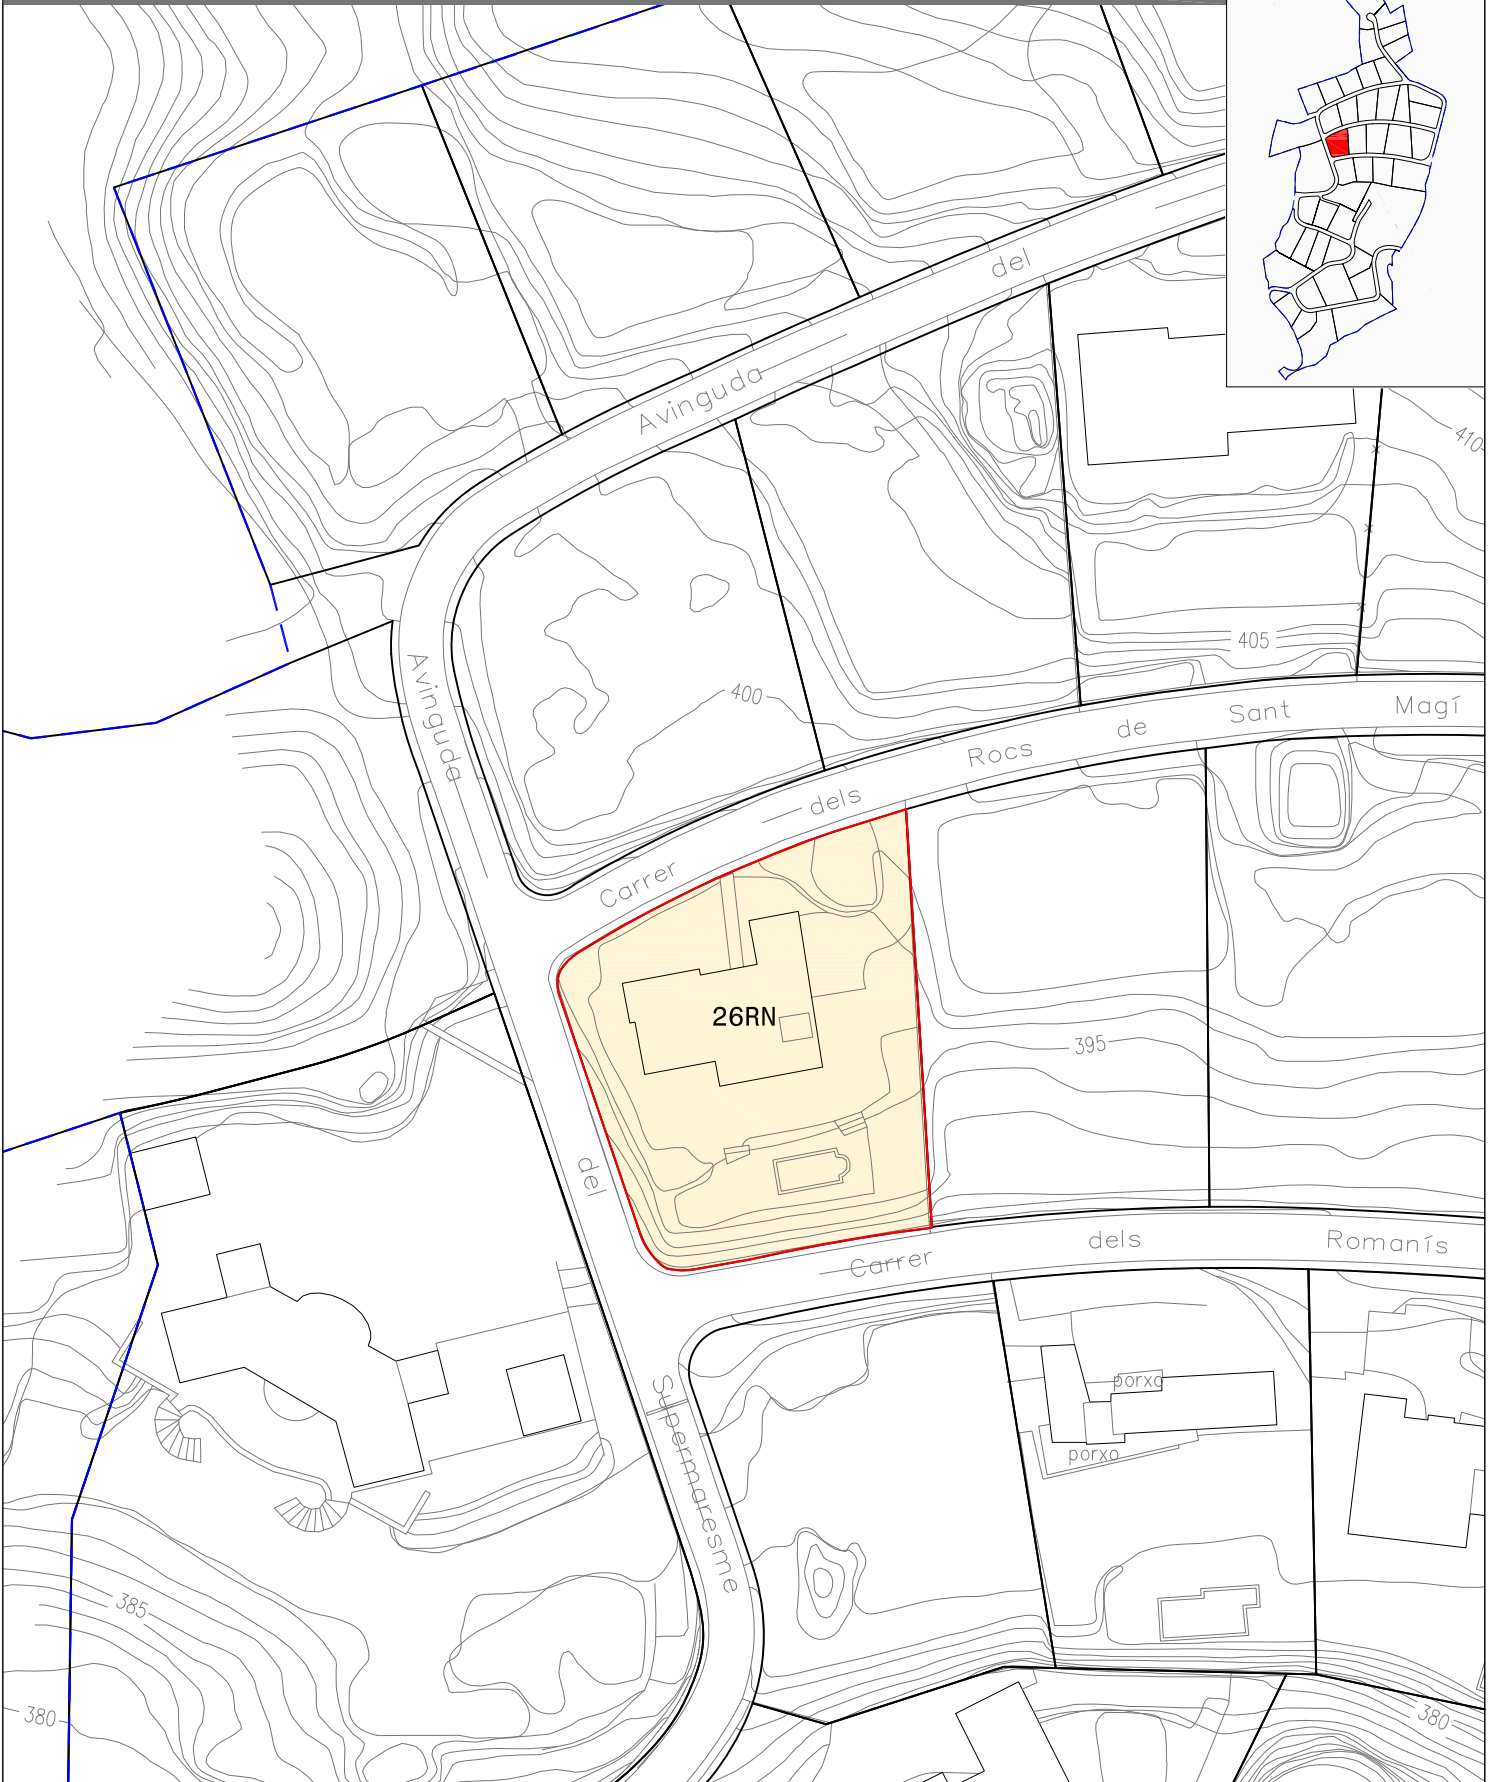 del
Avinguda
410
405
Avinguda
400
Carrer dels Rocs de Sant Magí
26RN
395
del
Carrer dels Romanís
Supermaresme
porxo
porxo
385
380
380